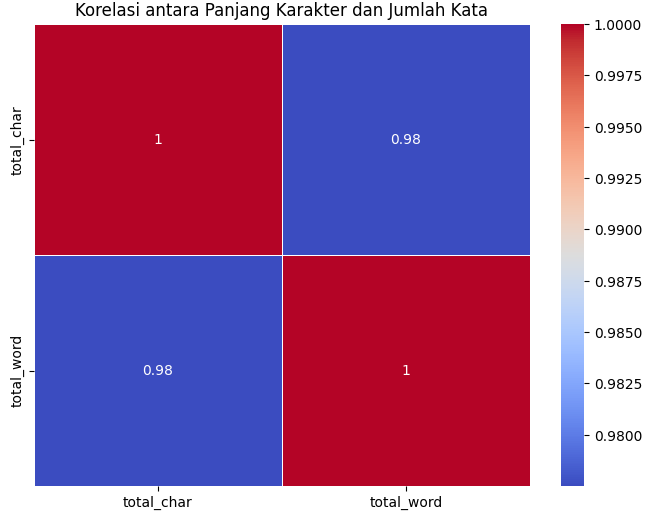 Korelasi antara Panjang Karakter dan Jumlah Kata
total_char
1
0.98
total_word
0.98
1
total_char
total_word
1.0000
0.9975
0.9950
0.9925
0.9900
0.9875
0.9850
0.9825
0.9800